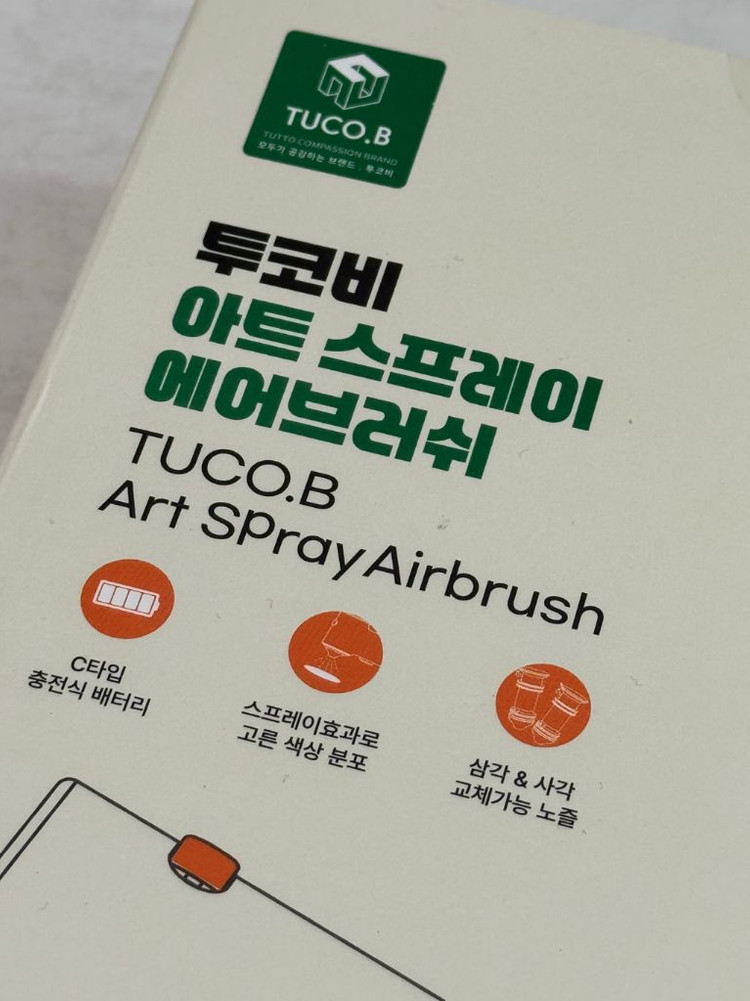 TUCO.B
TUTTO COMPASSION BRAND
모두가 공감하는 브랜드 . 투코비
투코비
아트 스프레이
에어브러쉬
TUCO.B
Art Spray Airbrush
C타입
충전식 배터리
스프레이효과로
고른 색상 분포
삼각 & 사각
교체가능 노즐